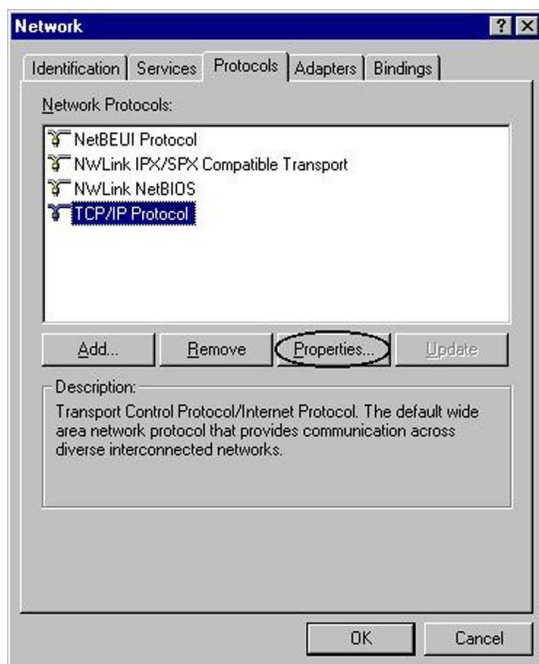 Network
Identification Services Protocols Adapters Bindings
Network Protocols:
NetBEUI Protocol
NWLink IPX/SPX Compatible Transport
NWLink NetBIOS
TCP/IP Protocol
Add... Remove Properties... Update
Description:
Transport Control Protocol/Internet Protocol. The default wide
area network protocol that provides communication across
diverse interconnected networks.
OK Cancel